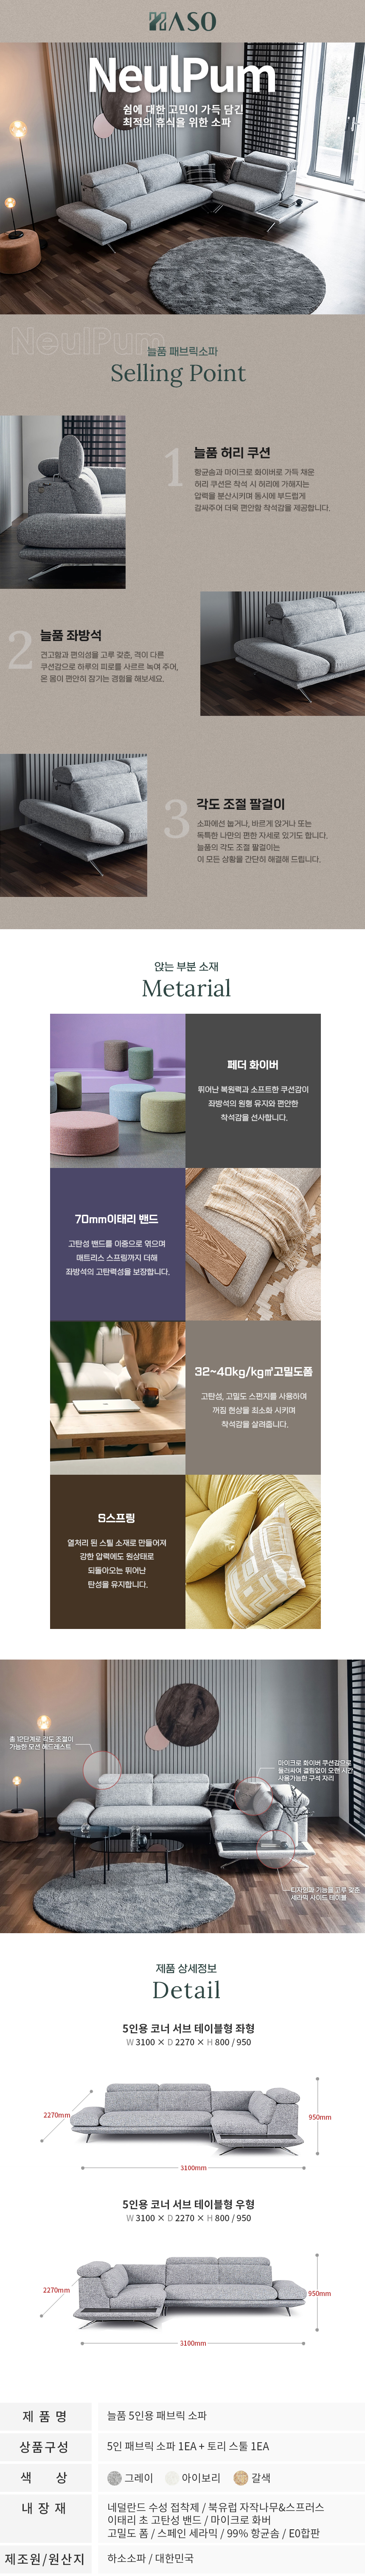 HASO
NeulPum
쉼에 대한 고민이 가득 담긴
최적의 휴식을 위한 소파
NeulPum
늘품 패브릭소파
Selling Point
1
늘품 허리 쿠션
항균솜과 마이크로 화이버로 가득 채운
허리 쿠션은 착석 시 허리에 가해지는
압력을 분산시키며 동시에 부드럽게
감싸주어 더욱 편안함 착석감을 제공합니다.
2
늘품 좌방석
견고함과 편의성을 고루 갖춘, 격이 다른
쿠션감으로 하루의 피로를 사르르 녹여 주어,
온 몸이 편안히 잠기는 경험을 해보세요.
3
각도 조절 팔걸이
소파에선 눕거나, 바르게 앉거나 또는
독특한 나만의 편한 자세로 있기도 합니다.
늘품의 각도 조절 팔걸이는
이 모든 상황을 간단히 해결해 드립니다.
앉는 부분 소재
Metarial
페더 화이버
뛰어난 복원력과 소프트한 쿠션감이
좌방석의 원형 유지와 편안한
착석감을 선사합니다.
70mm이태리 밴드
고탄성 밴드를 이중으로 엮으며
매트리스 스프링까지 더해
좌방석의 고탄력성을 보장합니다.
32~40kg/kg㎥고밀도폼
고탄성, 고밀도 스펀지를 사용하여
꺼짐 현상을 최소화 시키며
착석감을 살려줍니다.
S스프링
열처리 된 스틸 소재로 만들어져
강한 압력에도 원상태로
되돌아오는 뛰어난
탄성을 유지합니다.
총 12단계로 각도 조절이
가능한 모션 헤드레스트
마이크로 화이버 쿠션감으로
둘러싸여 결림없이 오랜 시간
사용가능한 구석 자리
디자인과 기능을 고루 갖춘
세라믹 사이드 테이블
제품 상세정보
Detail
5인용 코너 서브 테이블형 좌형
W 3100 × D 2270 × H 800 / 950
2270mm
950mm
3100mm
5인용 코너 서브 테이블형 우형
W 3100 × D 2270 × H 800 / 950
2270mm
950mm
3100mm
제 품 명 늘품 5인용 패브릭 소파
상품구성 5인 패브릭 소파 1EA + 토리 스툴 1EA
색 상 그레이 아이보리 갈색
내 장 재 네덜란드 수성 접착제 / 북유럽 자작나무&스프러스
이태리 초 고탄성 밴드 / 마이크로 화버
고밀도 폼 / 스페인 세라믹 / 99% 항균솜 / E0합판
제조원/원산지 하소소파 / 대한민국